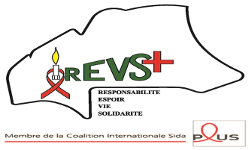 REVS+
RESPONSABILITE
ESPOIR
VIE
SOLIDARITE
Membre de la Coalition Internationale Sida
PLUS